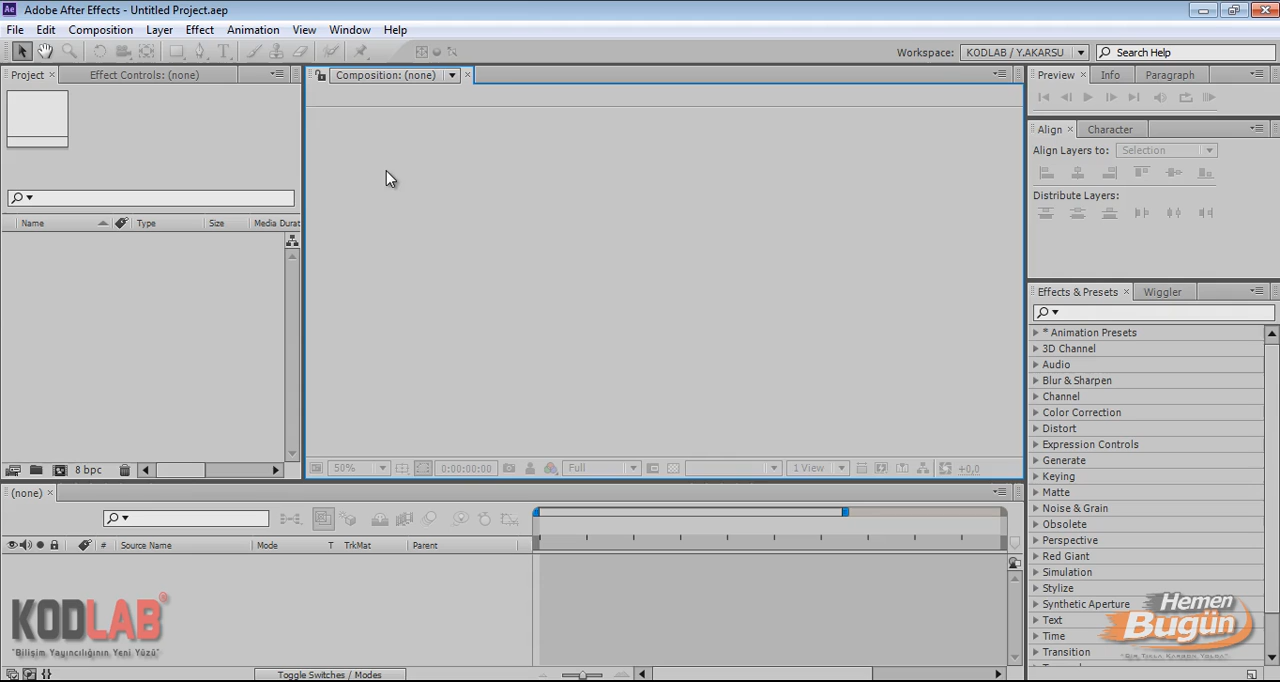 Adobe After Effects - Untitled Project.aep
File Edit Composition Layer Effect Animation View Window Help
Workspace: KODLAB / Y.AKARSU Search Help
Project Effect Controls: (none)
Composition: (none)
Preview Info Paragraph
Align Character
Align Layers to: Selection
Distribute Layers:
Name Type Size Media Durat
Effects & Presets Wiggler
* Animation Presets
3D Channel
Audio
Blur & Sharpen
Channel
Color Correction
Distort
Expression Controls
Generate
Keying
Matte
Noise & Grain
Obsolete
Perspective
Red Giant
Simulation
Stylize
Synthetic Aperture
Text
Time
Transition
8 bpc
50% 0:00:00:00 Full 1 View +0,0
(none)
# Source Name Mode T TrkMat Parent
KODLAB
"Bilişim Yayıncılığının Yeni Yüzü"
Hemen
Bugün
Toggle Switches / Modes